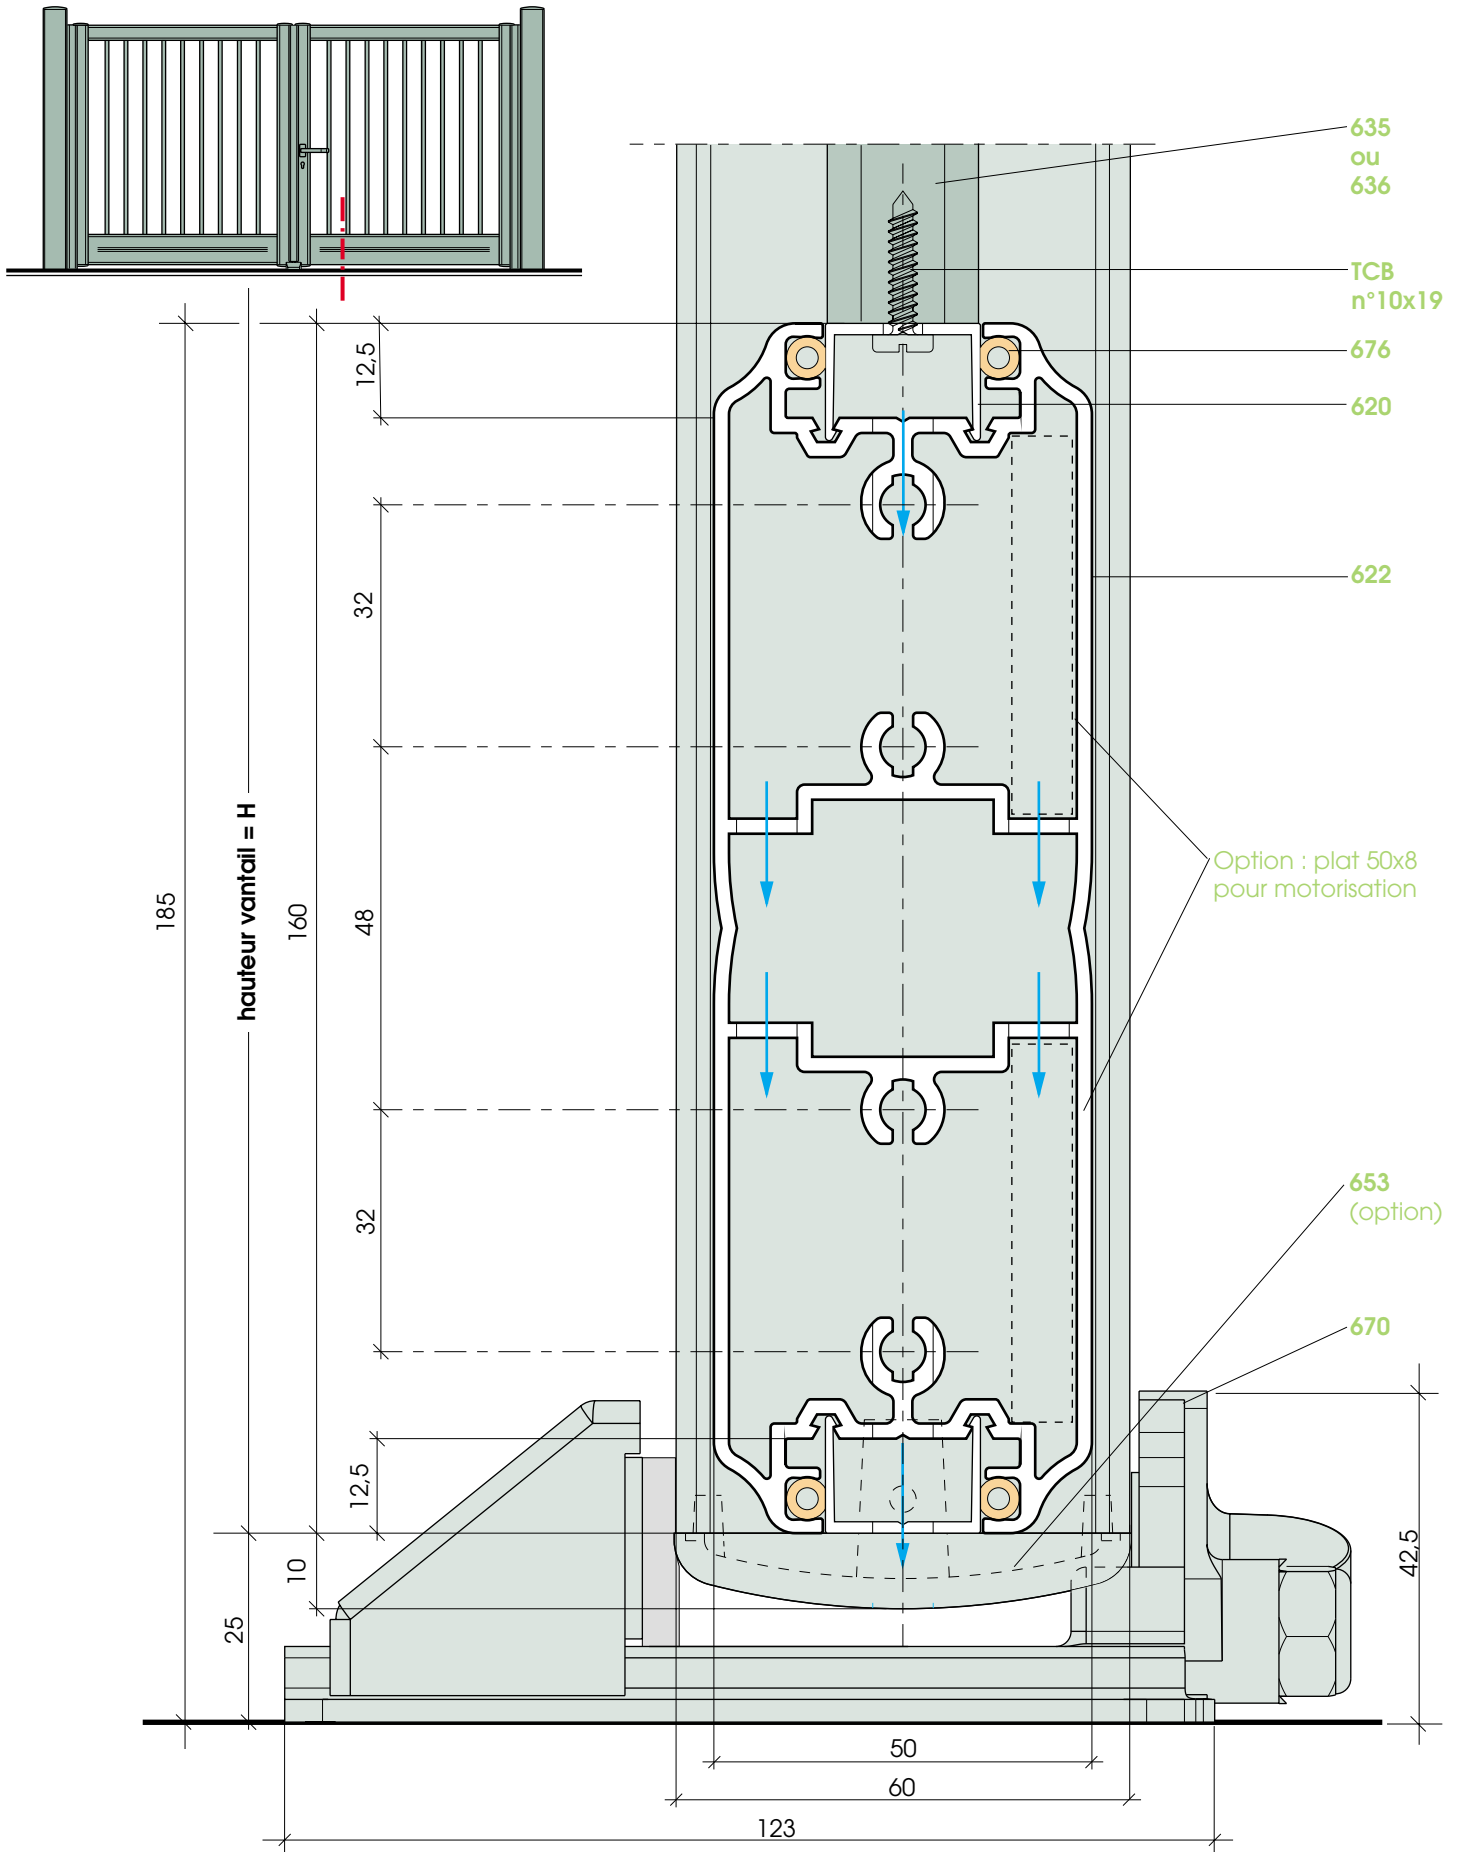 635
ou
636
TCB
n°10x19
676
620
622
Option : plat 50x8
pour motorisation
653
(option)
670
12,5
32
48
32
12,5
10
25
160
185
hauteur vantail = H
42,5
50
60
123